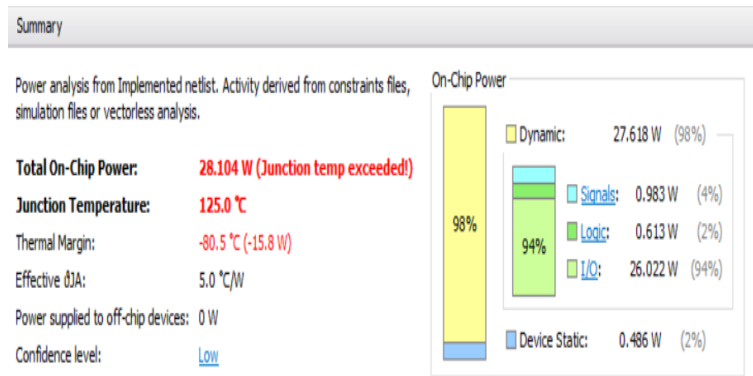 Summary
Power analysis from Implemented netlist. Activity derived from constraints files,
simulation files or vectorless analysis.
Total On-Chip Power: 28.104 W (Junction temp exceeded!)
Junction Temperature: 125.0 °C
Thermal Margin: -80.5 °C (-15.8 W)
Effective ϑJA: 5.0 °C/W
Power supplied to off-chip devices: 0 W
Confidence level: Low
On-Chip Power
Dynamic: 27.618 W (98%)
98%
94%
Signals: 0.983 W (4%)
Logic: 0.613 W (2%)
I/O: 26.022 W (94%)
Device Static: 0.486 W (2%)